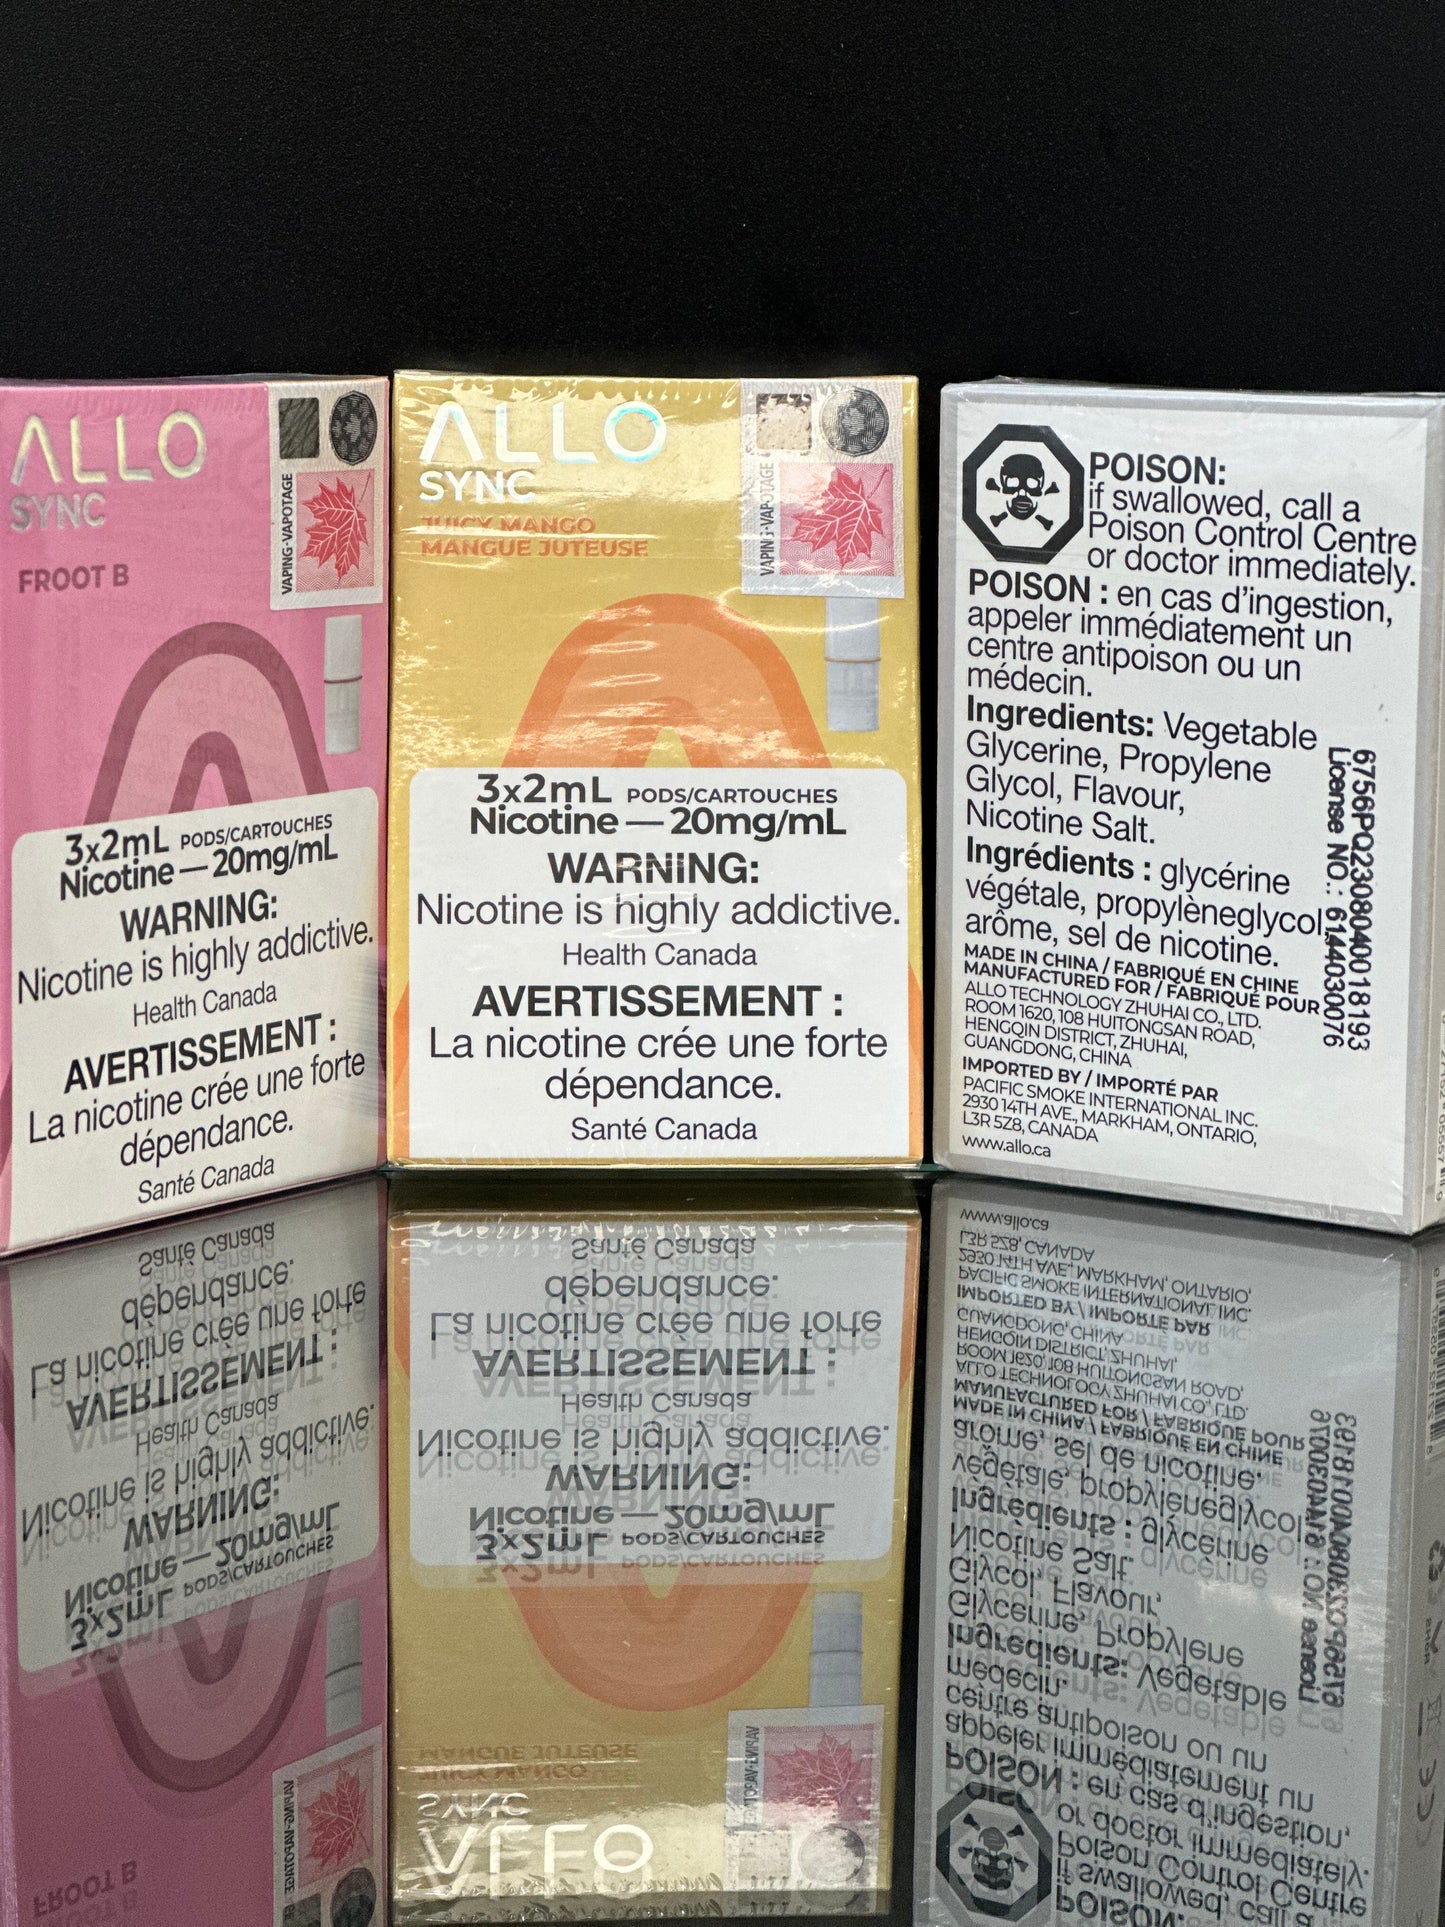 ALLO
SYNC
FROOT B
VAPING-VAPOTAGE
3x2mL PODS/CARTOUCHES
Nicotine — 20mg/mL
WARNING:
Nicotine is highly addictive.
Health Canada
AVERTISSEMENT :
La nicotine crée une forte
dépendance.
Santé Canada
ALLO
SYNC
JUICY MANGO
MANGUE JUTEUSE
VAPING-VAPOTAGE
3x2mL PODS/CARTOUCHES
Nicotine — 20mg/mL
WARNING:
Nicotine is highly addictive.
Health Canada
AVERTISSEMENT :
La nicotine crée une forte
dépendance.
Santé Canada
POISON:
if swallowed, call a
Poison Control Centre
or doctor immediately.
POISON : en cas d'ingestion,
appeler immédiatement un
centre antipoison ou un
médecin.
Ingredients: Vegetable
Glycerine, Propylene
Glycol, Flavour,
Nicotine Salt.
Ingrédients : glycérine
végétale, propylèneglycol,
arôme, sel de nicotine.
MADE IN CHINA / FABRIQUÉ EN CHINE
MANUFACTURED FOR / FABRIQUÉ POUR
ALLO TECHNOLOGY ZHUHAI CO., LTD.
ROOM 1620, 108 HUITONGSAN ROAD,
HENGQIN DISTRICT, ZHUHAI,
GUANGDONG, CHINA
IMPORTED BY / IMPORTÉ PAR
PACIFIC SMOKE INTERNATIONAL INC.
2930 14TH AVE., MARKHAM, ONTARIO,
L3R 5Z8, CANADA
www.allo.ca
6756PQ23080400018193
License NO.: 614403​0076